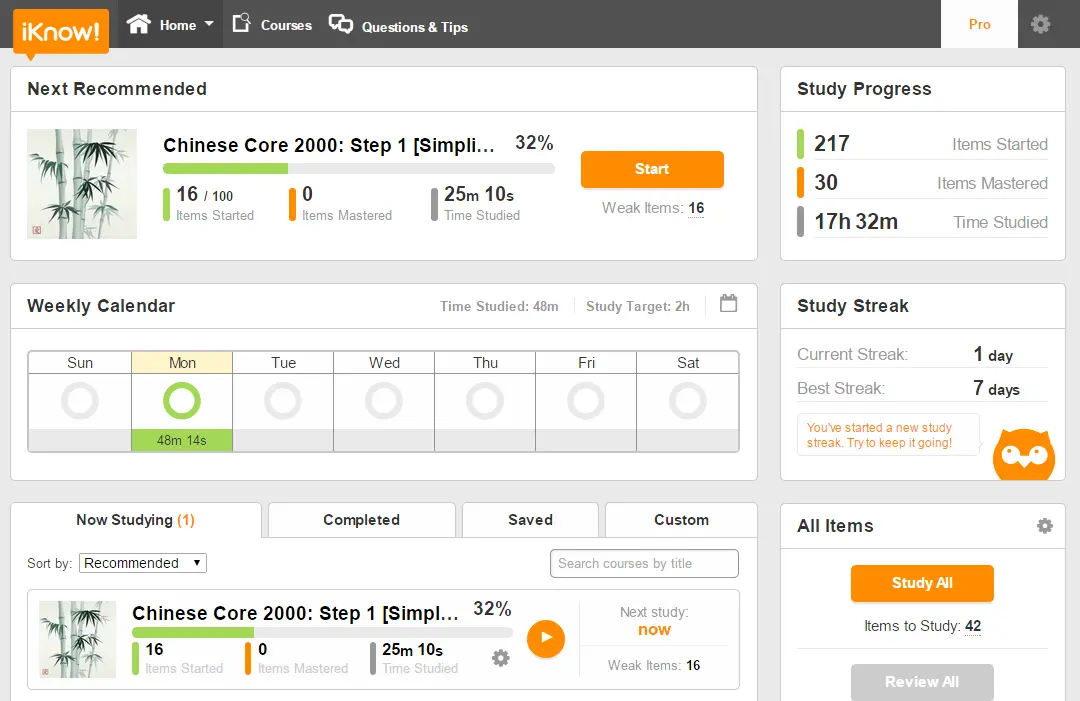 iKnow!
Home
Courses
Questions & Tips
Pro
Next Recommended
Chinese Core 2000: Step 1 [Simpli...
32%
16 / 100
Items Started
0
Items Mastered
25m 10s
Time Studied
Start
Weak Items: 16
Study Progress
217 Items Started
30 Items Mastered
17h 32m Time Studied
Weekly Calendar
Time Studied: 48m
Study Target: 2h
Sun Mon Tue Wed Thu Fri Sat
48m 14s
Study Streak
Current Streak: 1 day
Best Streak: 7 days
You've started a new study
streak. Try to keep it going!
Now Studying (1)
Completed
Saved
Custom
Sort by: Recommended
Search courses by title
Chinese Core 2000: Step 1 [Simpl...
32%
16
Items Started
0
Items Mastered
25m 10s
Time Studied
Next study:
now
Weak Items: 16
All Items
Study All
Items to Study: 42
Review All